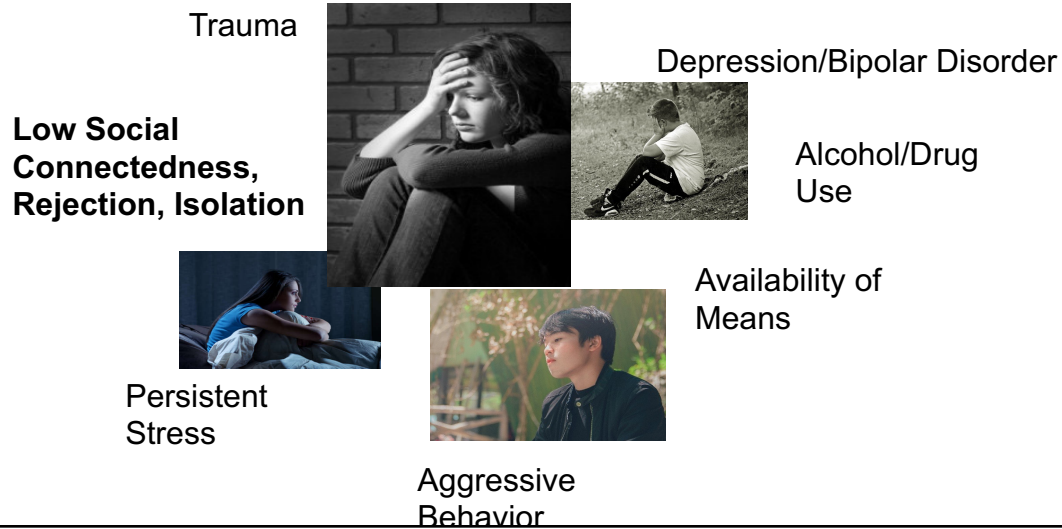 Trauma
Depression/Bipolar Disorder
Low Social
Connectedness,
Rejection, Isolation
Alcohol/Drug
Use
Availability of
Means
Persistent
Stress
Aggressive
Behavior